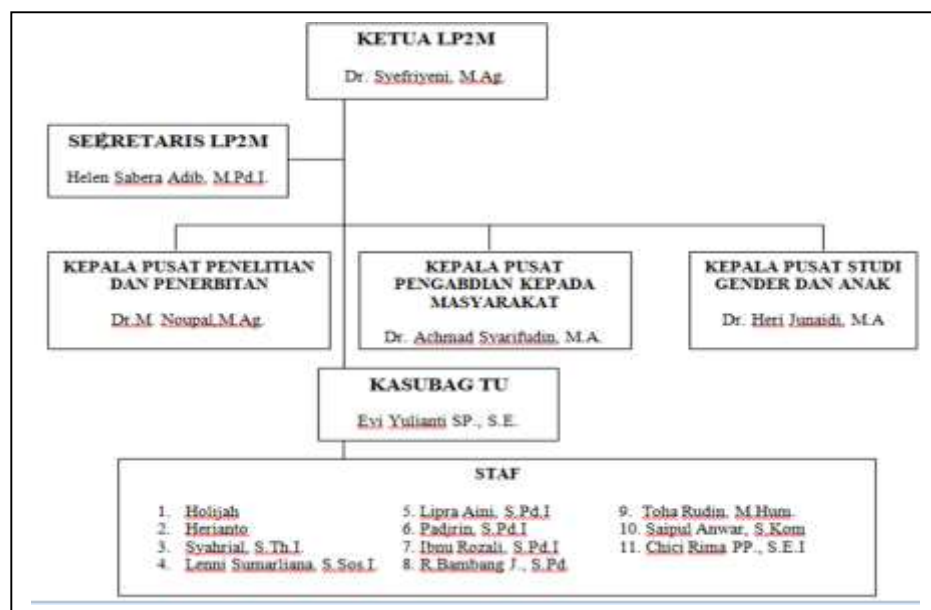 KETUA LP2M
Dr. Syefriyeni, M.Ag.
SEKRETARIS LP2M
Helen Sabera Adib, M.Pd.I.
KEPALA PUSAT PENELITIAN
DAN PENERBITAN
Dr.M. Noupal,M.Ag.
KEPALA PUSAT
PENGABDIAN KEPADA
MASYARAKAT
Dr. Achmad Syarifudin, M.A.
KEPALA PUSAT STUDI
GENDER DAN ANAK
Dr. Heri Junaidi, M.A
KASUBAG TU
Evi Yulianti SP., S.E.
STAF
1. Holijah
2. Herianto
3. Syahrial, S.Th.I.
4. Lenni Sumarliana, S.Sos.I.
5. Lipra Aini, S.Pd.I
6. Padjrin, S.Pd.I
7. Ibnu Rozali, S.Pd.I
8. R.Bambang J., S.Pd.
9. Toha Rudin, M.Hum.
10. Saipul Anwar, S.Kom
11. Chici Rima PP., S.E.I